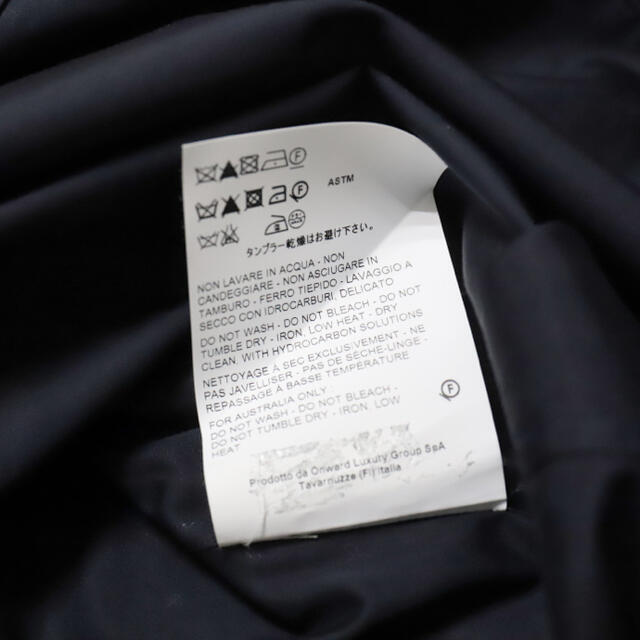 F
ASTM
F
タンブラー乾燥はお避け下さい。
NON LAVARE IN ACQUA - NON
CANDEGGIARE - NON ASCIUGARE IN
TAMBURO - FERRO TIEPIDO - LAVAGGIO A
SECCO CON IDROCARBURI, DELICATO
DO NOT WASH - DO NOT BLEACH - DO NOT
TUMBLE DRY - IRON, LOW HEAT - DRY
CLEAN, WITH HYDROCARBON SOLUTIONS
NETTOYAGE À SEC EXCLUSIVEMENT - NE
PAS JAVELLISER - PAS DE SÈCHE-LINGE -
REPASSAGE À BASSE TEMPÉRATURE
FOR AUSTRALIA ONLY :
DO NOT WASH - DO NOT BLEACH -
DO NOT TUMBLE DRY - IRON, LOW
HEAT
F
Prodotto da Onward Luxuty Group SpA
Tavarnuzze (FI) Italia